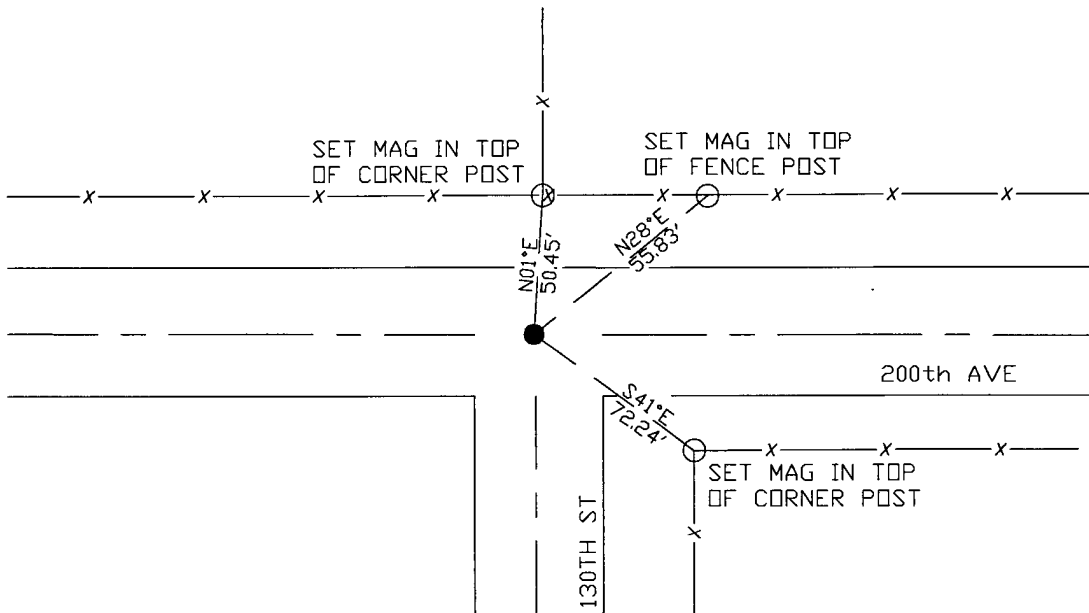 SET MAG IN TOP
OF CORNER POST
SET MAG IN TOP
OF FENCE POST
N01°E
50.45'
N28°E
55.83'
200th AVE
S41°E
72.24'
SET MAG IN TOP
OF CORNER POST
130TH ST